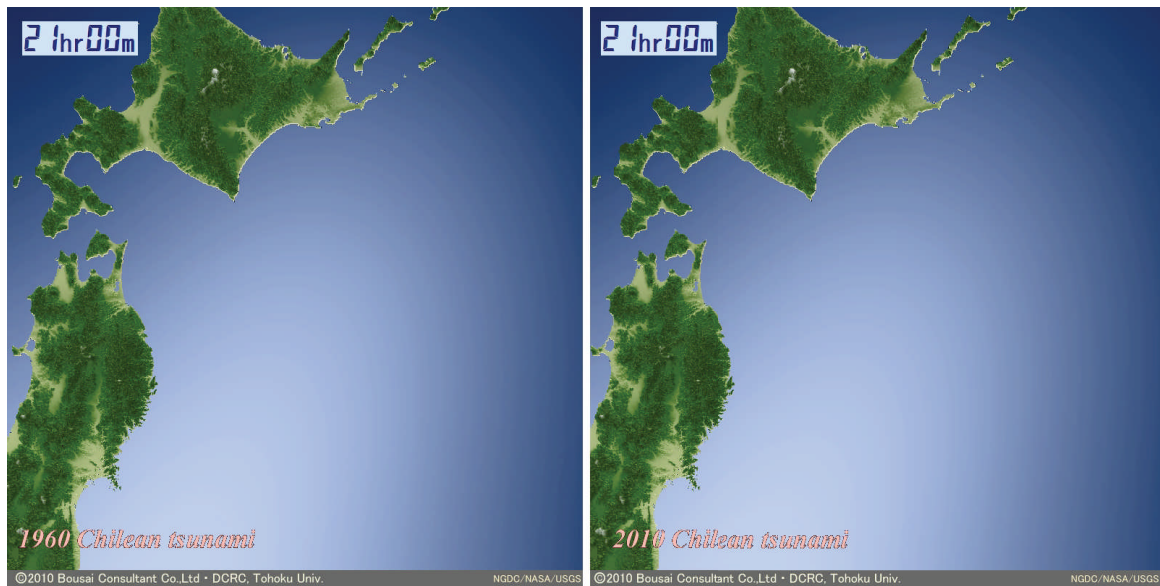 21hr00m
1960 Chilean tsunami
©2010 Bousai Consultant Co.,Ltd・DCRC, Tohoku Univ.
NGDC/NASA/USGS
21hr00m
2010 Chilean tsunami
©2010 Bousai Consultant Co.,Ltd・DCRC, Tohoku Univ.
NGDC/NASA/USGS